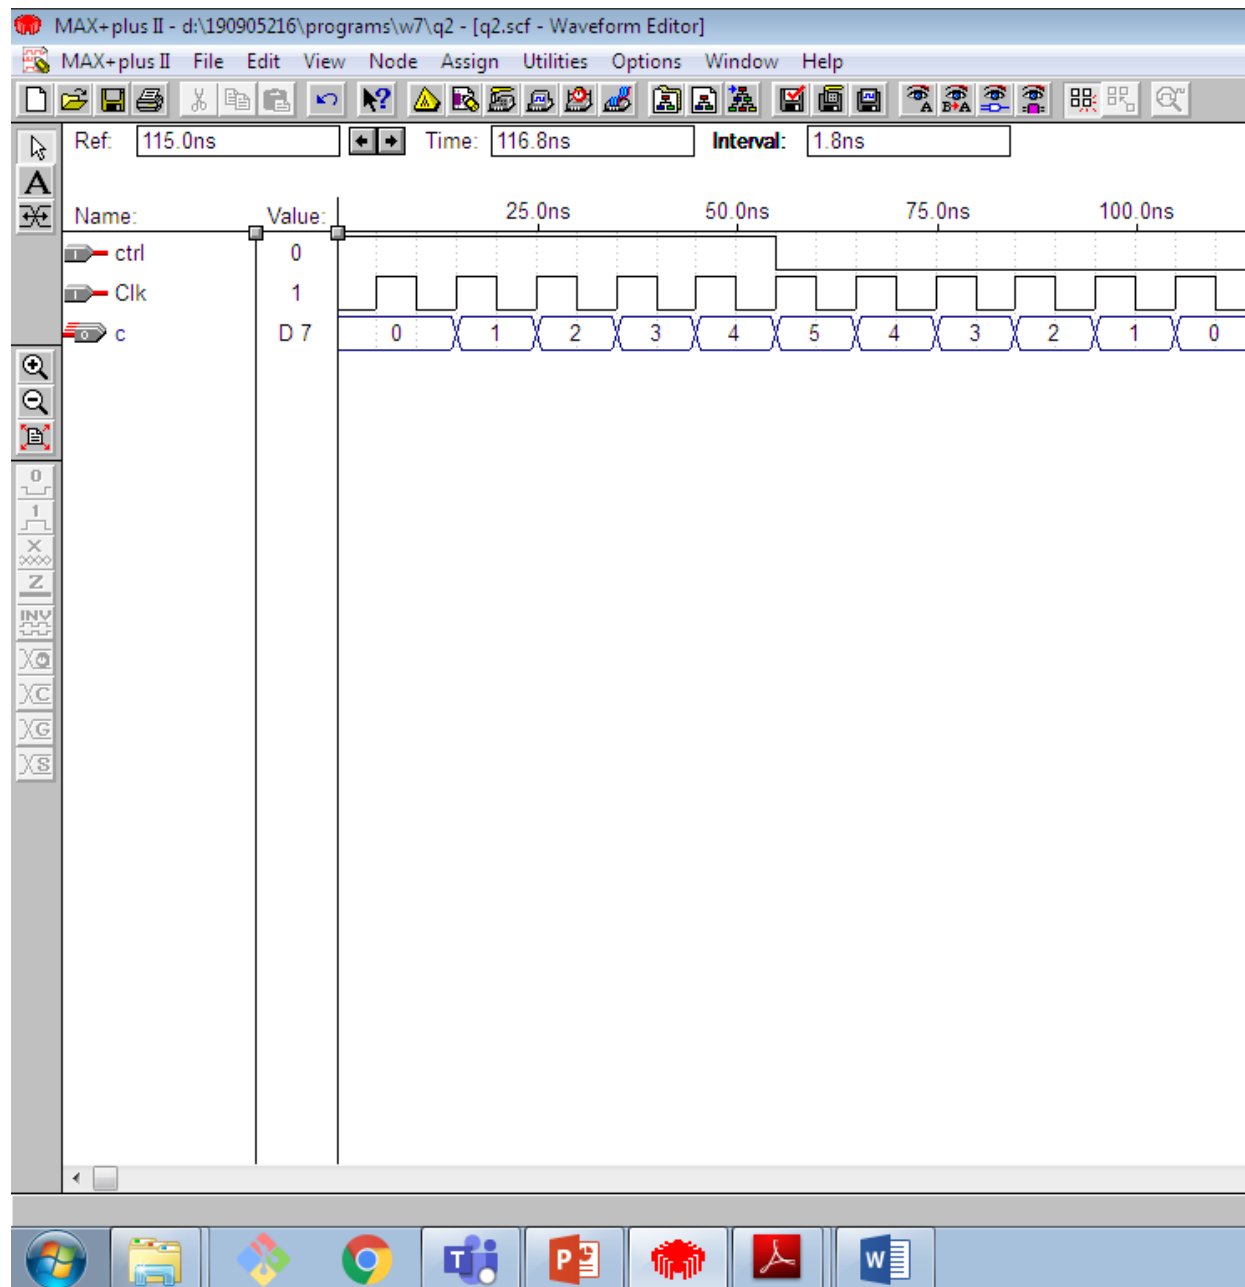 MAX+plus II - d:\190905216\programs\w7\q2 - [q2.scf - Waveform Editor]
MAX+plus II File Edit View Node Assign Utilities Options Window Help
Ref: 115.0ns Time: 116.8ns Interval: 1.8ns
Name: Value: 25.0ns 50.0ns 75.0ns 100.0ns
ctrl 0
Clk 1
c D 7 0 1 2 3 4 5 4 3 2 1 0
A
0
1
X
Z
INV
XC
XG
XS